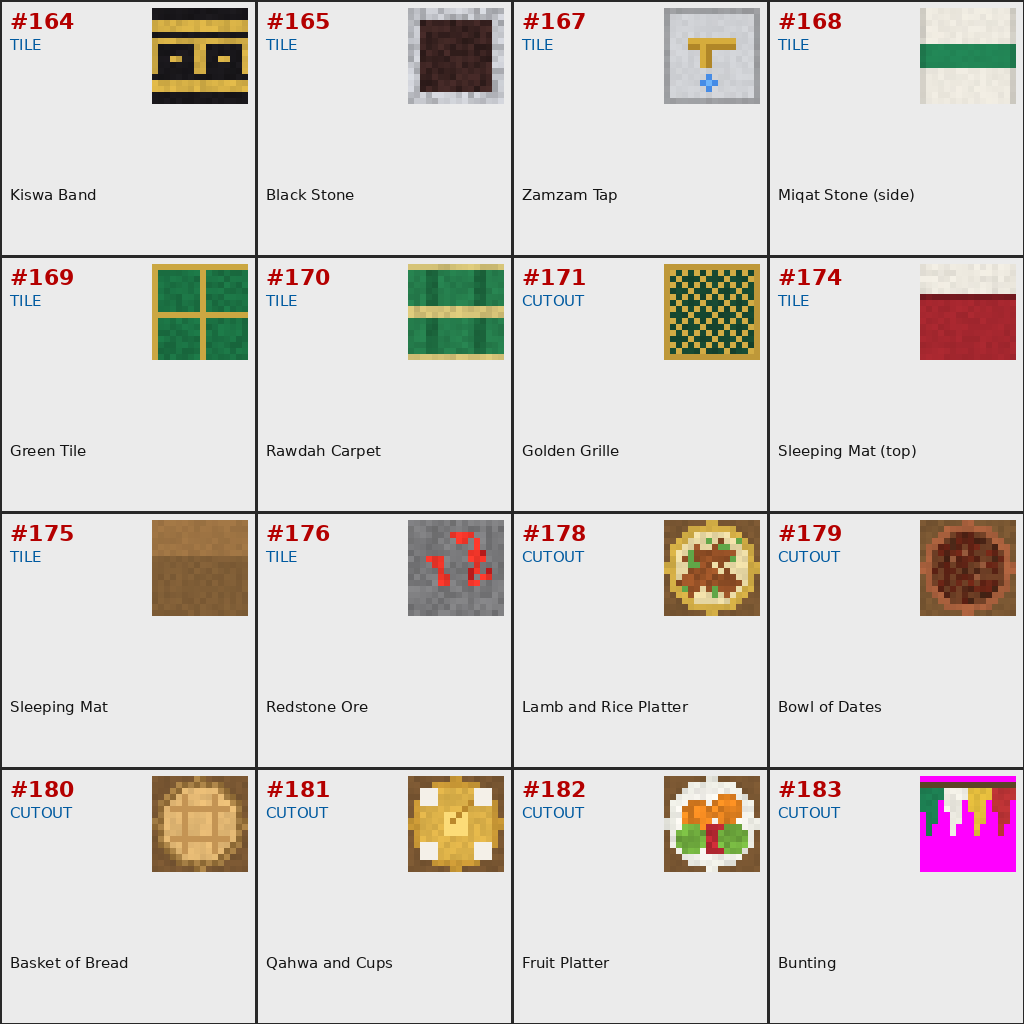 #164
TILE
Kiswa Band
#165
TILE
Black Stone
#167
TILE
Zamzam Tap
#168
TILE
Miqat Stone (side)
#169
TILE
Green Tile
#170
TILE
Rawdah Carpet
#171
CUTOUT
Golden Grille
#174
TILE
Sleeping Mat (top)
#175
TILE
Sleeping Mat
#176
TILE
Redstone Ore
#178
CUTOUT
Lamb and Rice Platter
#179
CUTOUT
Bowl of Dates
#180
CUTOUT
Basket of Bread
#181
CUTOUT
Qahwa and Cups
#182
CUTOUT
Fruit Platter
#183
CUTOUT
Bunting